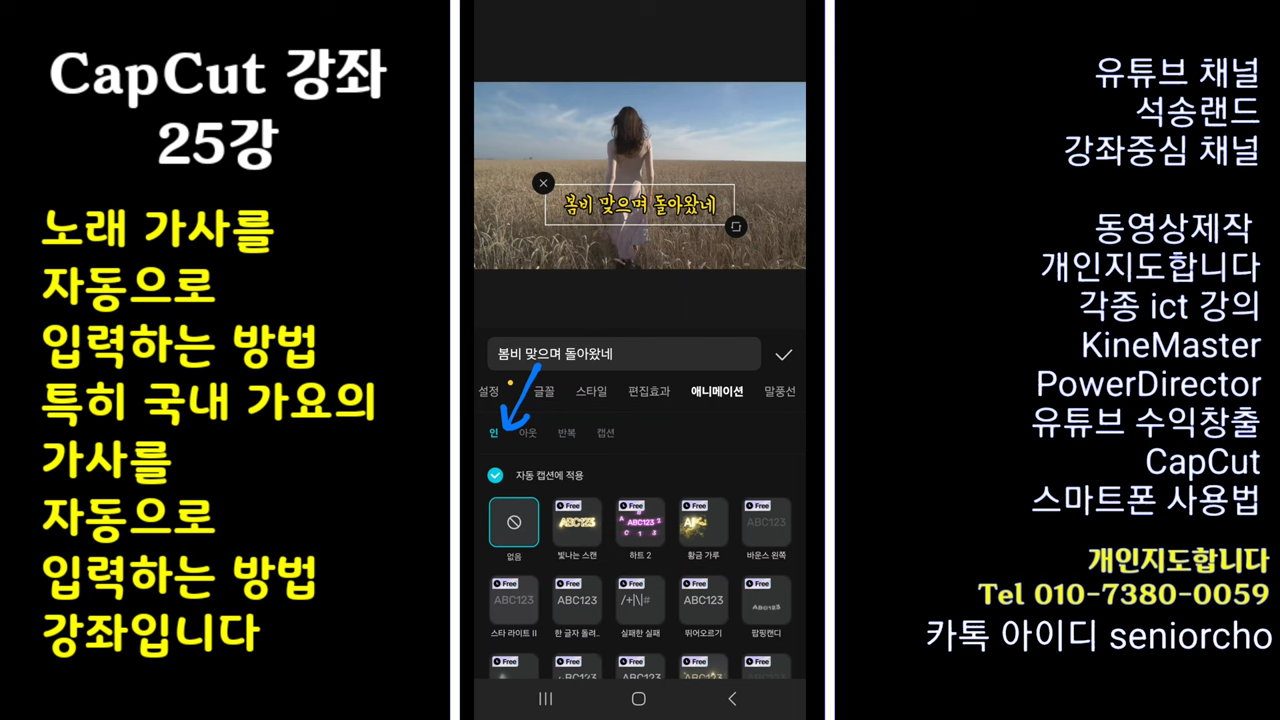 CapCut 강좌
25강
노래 가사를
자동으로
입력하는 방법
특히 국내 가요의
가사를
자동으로
입력하는 방법
강좌입니다
봄비 맞으며 돌아왔네
봄비 맞으며 돌아왔네
설정 글꼴 스타일 편집효과 애니메이션 말풍선
인 아웃 반복 캡션
자동 캡션에 적용
Free Free Free Free
ABC123 ABC123 ABC123
없음 빛나는 스캔 하트 2 황금 가루 바운스 왼쪽
Free Free Free Free Free
ABC123 ABC123 /+|\|# ABC123 ABC123
스타 라이트 II 한 글자 돌려.. 실패한 실패 뛰어오르기 팝핑캔디
Free Free Free Free Free
ABC123 ABC123 ABC123
유튜브 채널
석송랜드
강좌중심 채널
동영상제작
개인지도합니다
각종 ict 강의
KineMaster
PowerDirector
유튜브 수익창출
CapCut
스마트폰 사용법
개인지도합니다
Tel 010-7380-0059
카톡 아이디 seniorcho